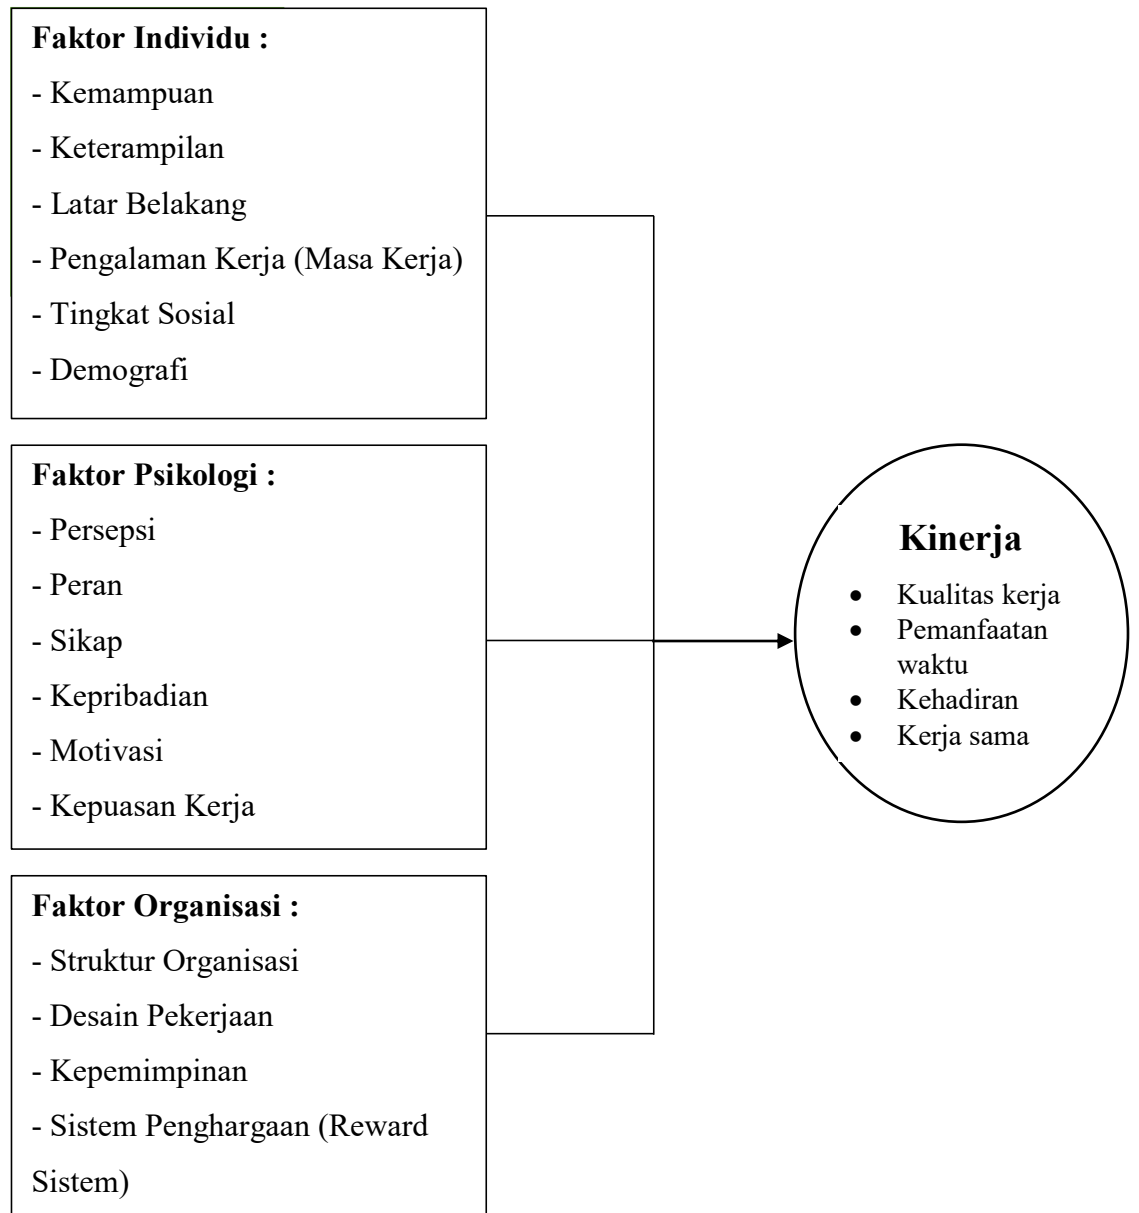 Faktor Individu :
- Kemampuan
- Keterampilan
- Latar Belakang
- Pengalaman Kerja (Masa Kerja)
- Tingkat Sosial
- Demografi
Faktor Psikologi :
- Persepsi
- Peran
- Sikap
- Kepribadian
- Motivasi
- Kepuasan Kerja
Faktor Organisasi :
- Struktur Organisasi
- Desain Pekerjaan
- Kepemimpinan
- Sistem Penghargaan (Reward
Sistem)
Kinerja
• Kualitas kerja
• Pemanfaatan
waktu
• Kehadiran
• Kerja sama